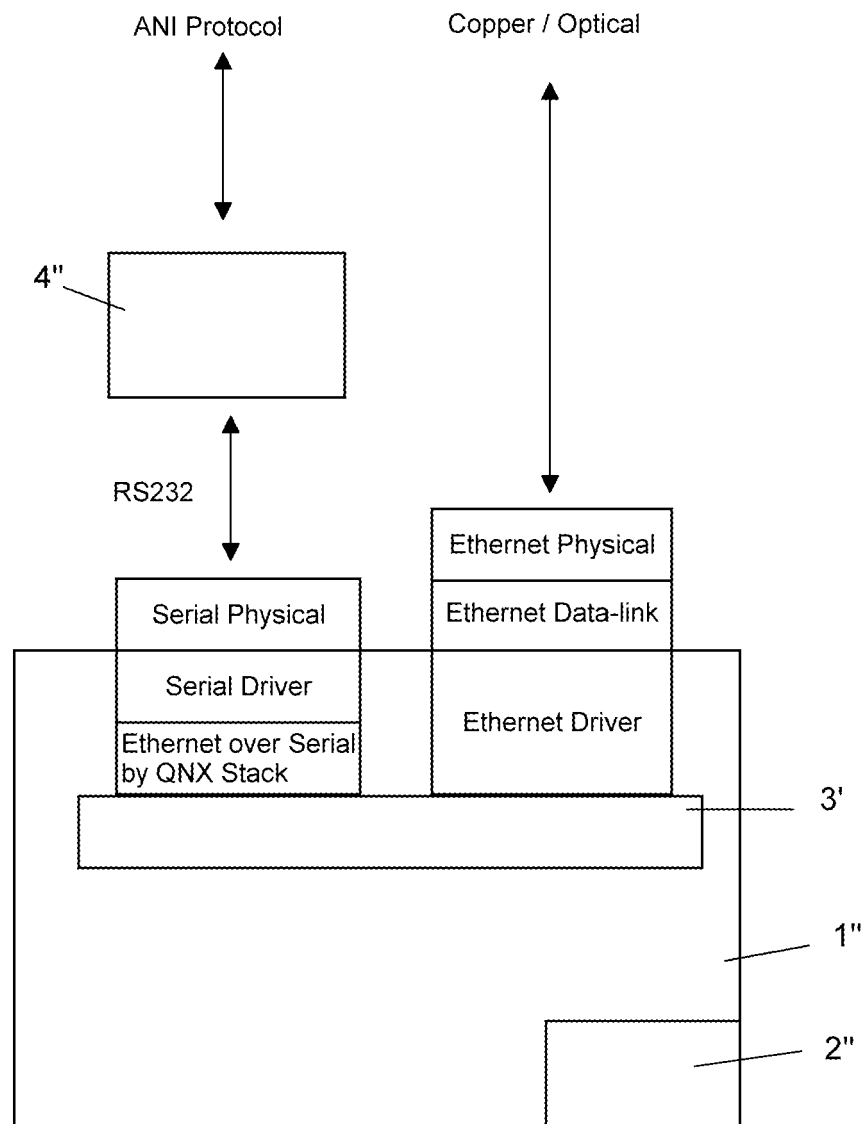 ANI Protocol
Copper / Optical
4"
RS232
Ethernet Physical
Serial Physical
Ethernet Data-link
Serial Driver
Ethernet Driver
Ethernet over Serial
by QNX Stack
3'
1"
2"